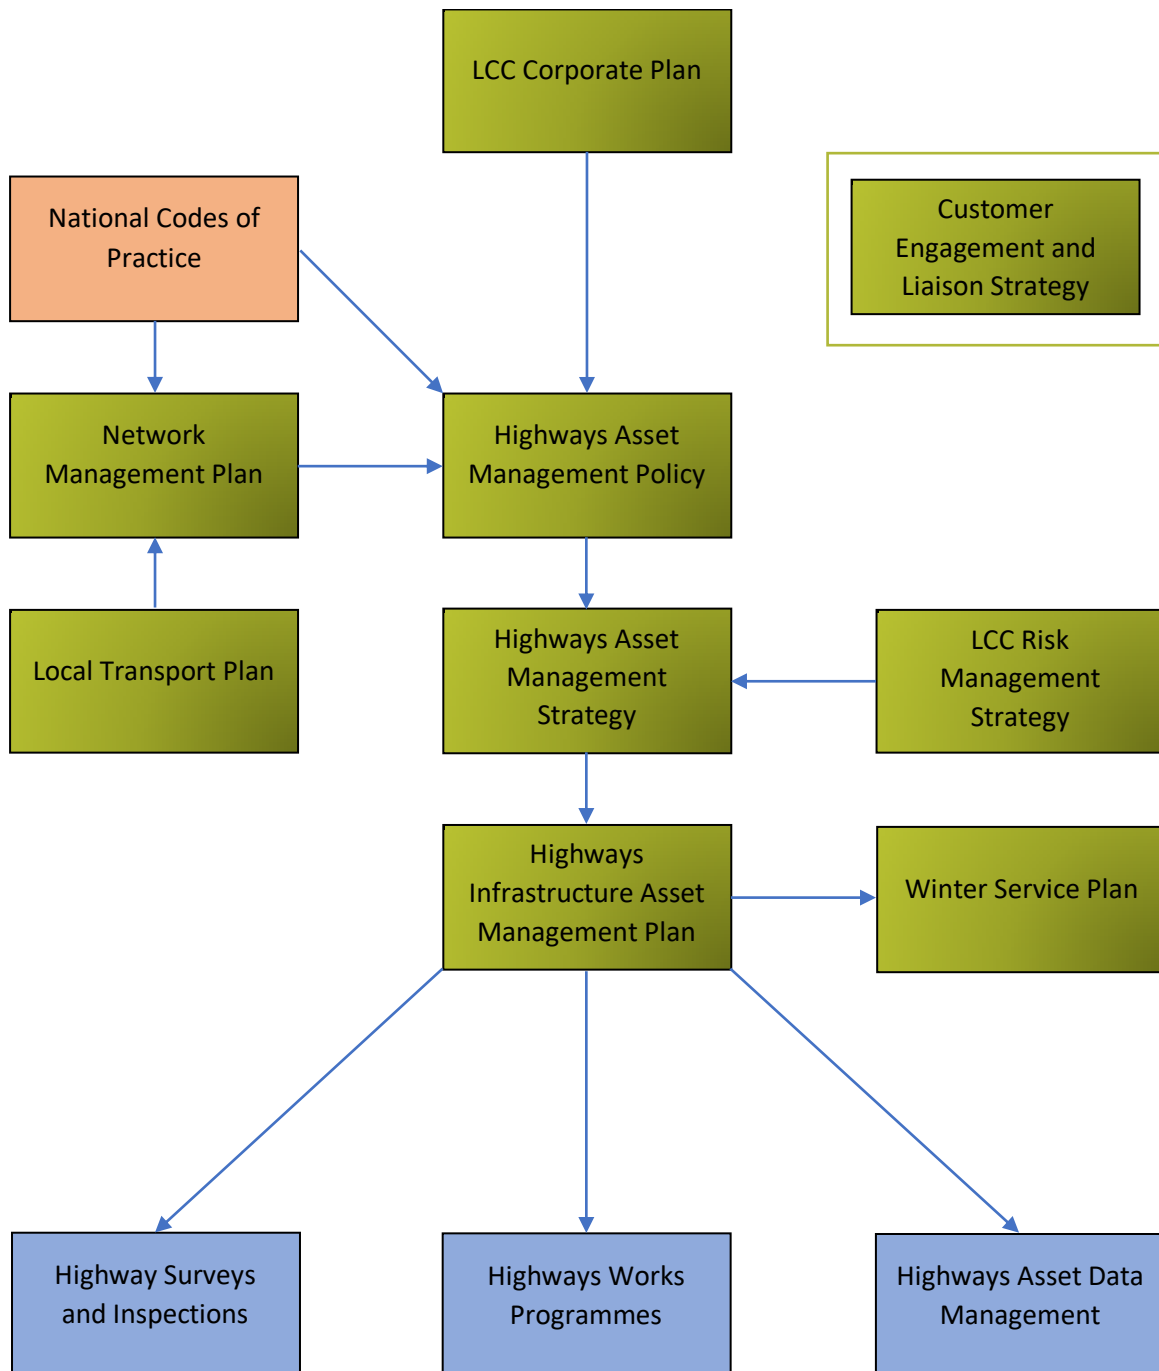 LCC Corporate Plan
National Codes of
Practice
Customer
Engagement and
Liaison Strategy
Network
Management Plan
Highways Asset
Management Policy
Local Transport Plan
Highways Asset
Management
Strategy
LCC Risk
Management
Strategy
Highways
Infrastructure Asset
Management Plan
Winter Service Plan
Highway Surveys
and Inspections
Highways Works
Programmes
Highways Asset Data
Management